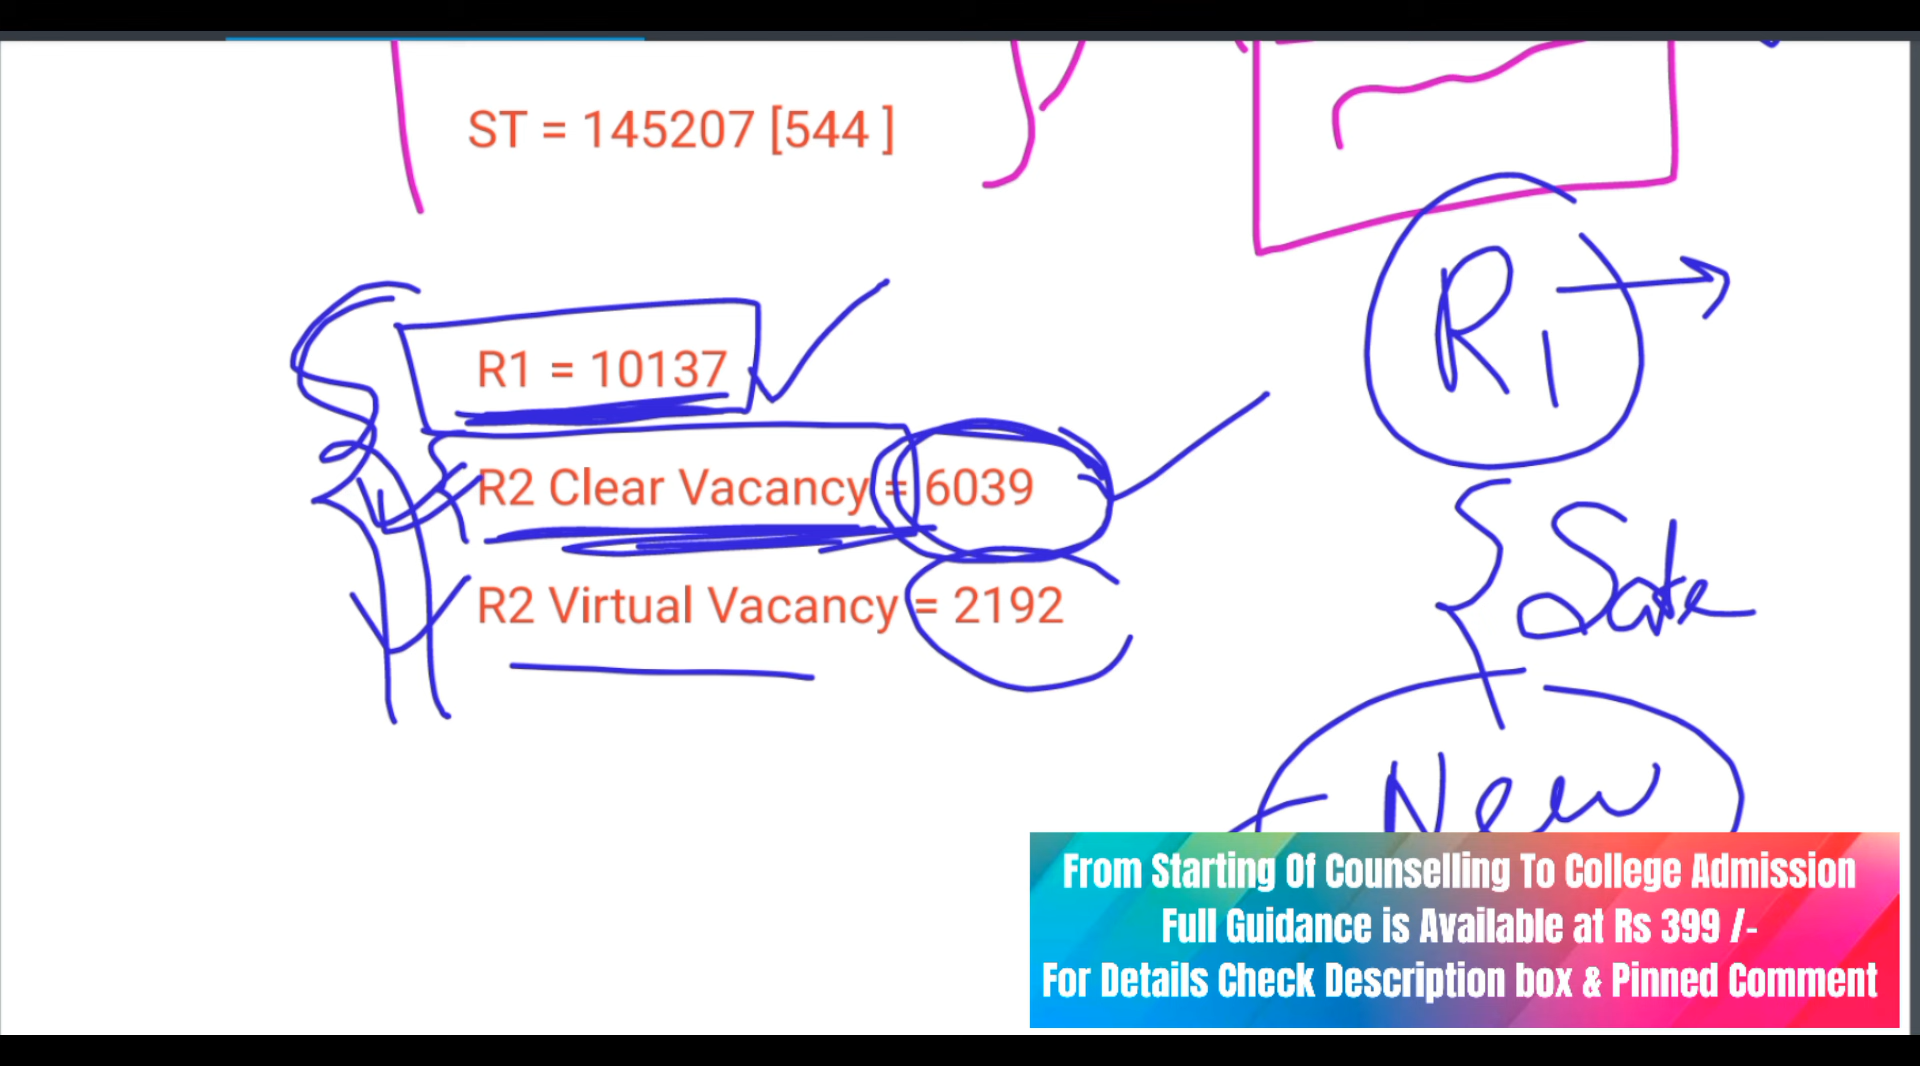 ST = 145207 [544 ]
R1 = 10137
R2 Clear Vacancy = 6039
R2 Virtual Vacancy = 2192
R1
New
From Starting Of Counselling To College Admission
Full Guidance is Available at Rs 399 /-
For Details Check Description box & Pinned Comment